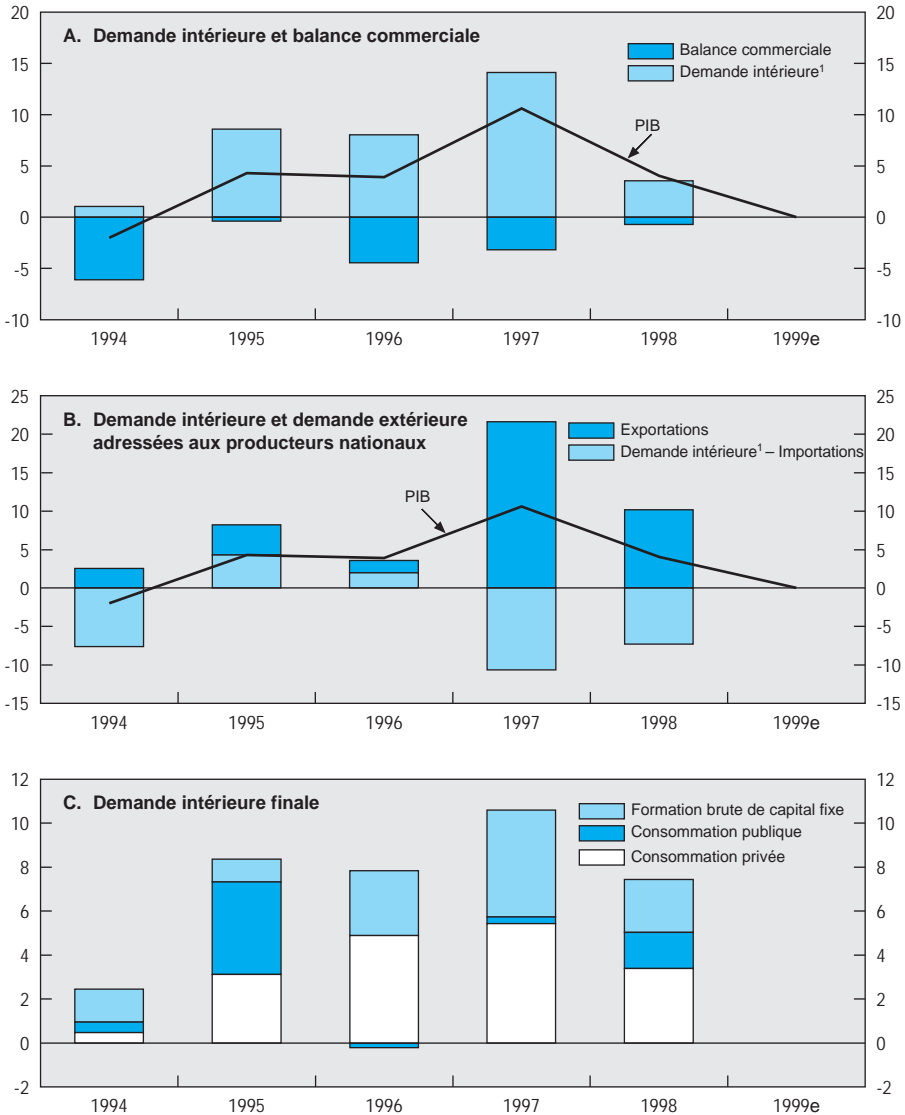 20 20
A. Demande intérieure et balance commerciale
Balance commerciale
15 15
Demande intérieure¹
10 10
PIB
5 5
0 0
-5 -5
-10 -10
1994 1995 1996 1997 1998 1999e
25 25
B. Demande intérieure et demande extérieure
adressées aux producteurs nationaux
20 20
Exportations
Demande intérieure¹ – Importations
15 15
PIB
10 10
5 5
0 0
-5 -5
-10 -10
-15 -15
1994 1995 1996 1997 1998 1999e
12 12
C. Demande intérieure finale
Formation brute de capital fixe
10 10
Consommation publique
Consommation privée
8 8
6 6
4 4
2 2
0 0
-2 -2
1994 1995 1996 1997 1998 1999e